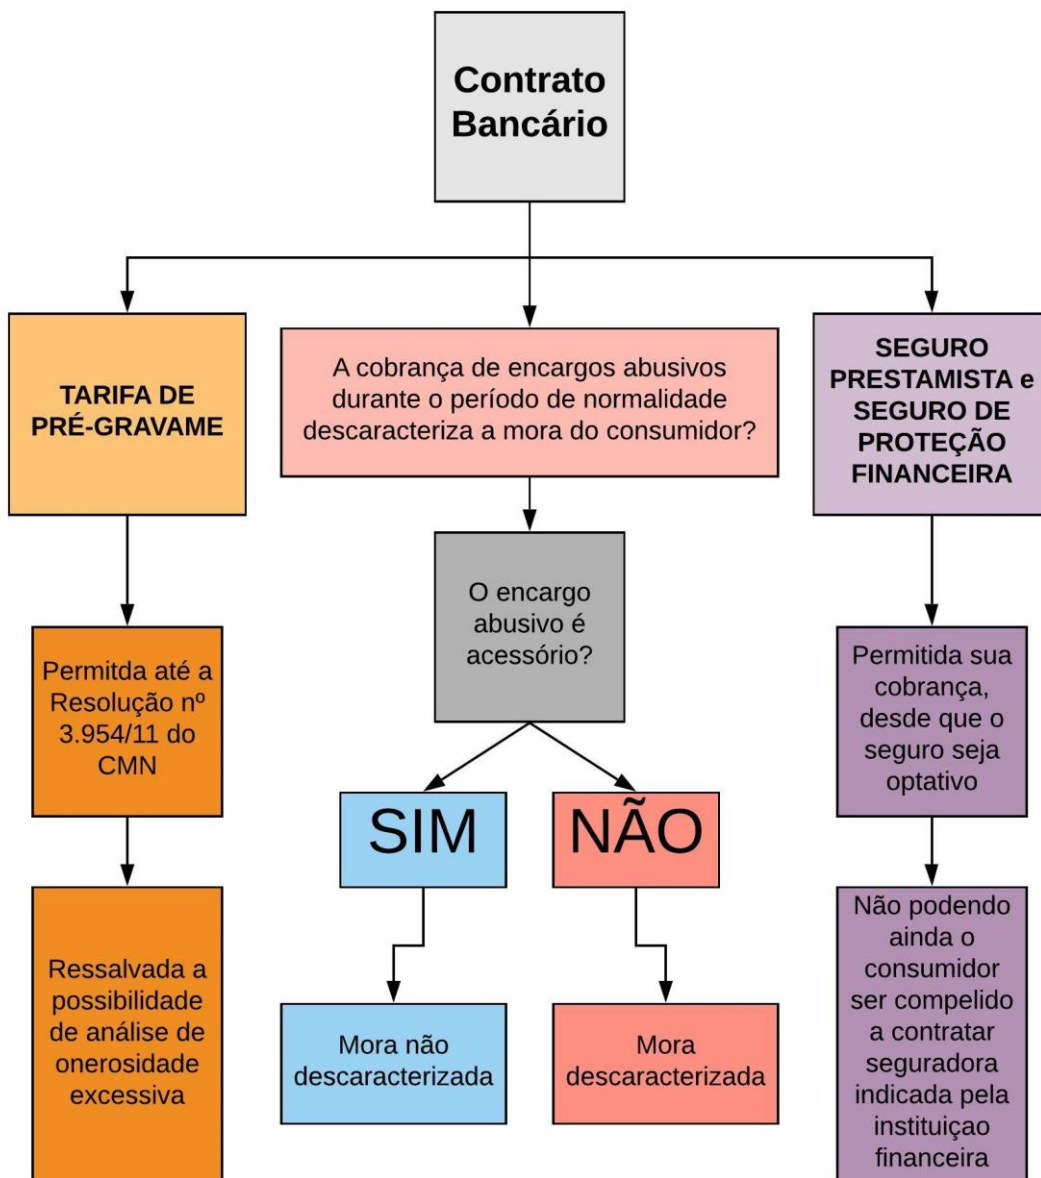 Contrato
Bancário
TARIFA DE
PRÉ-GRAVAME
Permitda até a
Resolução nº
3.954/11 do
CMN
Ressalvada a
possibilidade
de análise de
onerosidade
excessiva
A cobrança de encargos abusivos
durante o período de normalidade
descaracteriza a mora do consumidor?
O encargo
abusivo é
acessório?
SIM
NÃO
Mora não
descaracterizada
Mora
descaracterizada
SEGURO
PRESTAMISTA e
SEGURO DE
PROTEÇÃO
FINANCEIRA
Permitida sua
cobrança,
desde que o
seguro seja
optativo
Não podendo
ainda o
consumidor
ser compelido
a contratar
seguradora
indicada pela
instituiçao
financeira